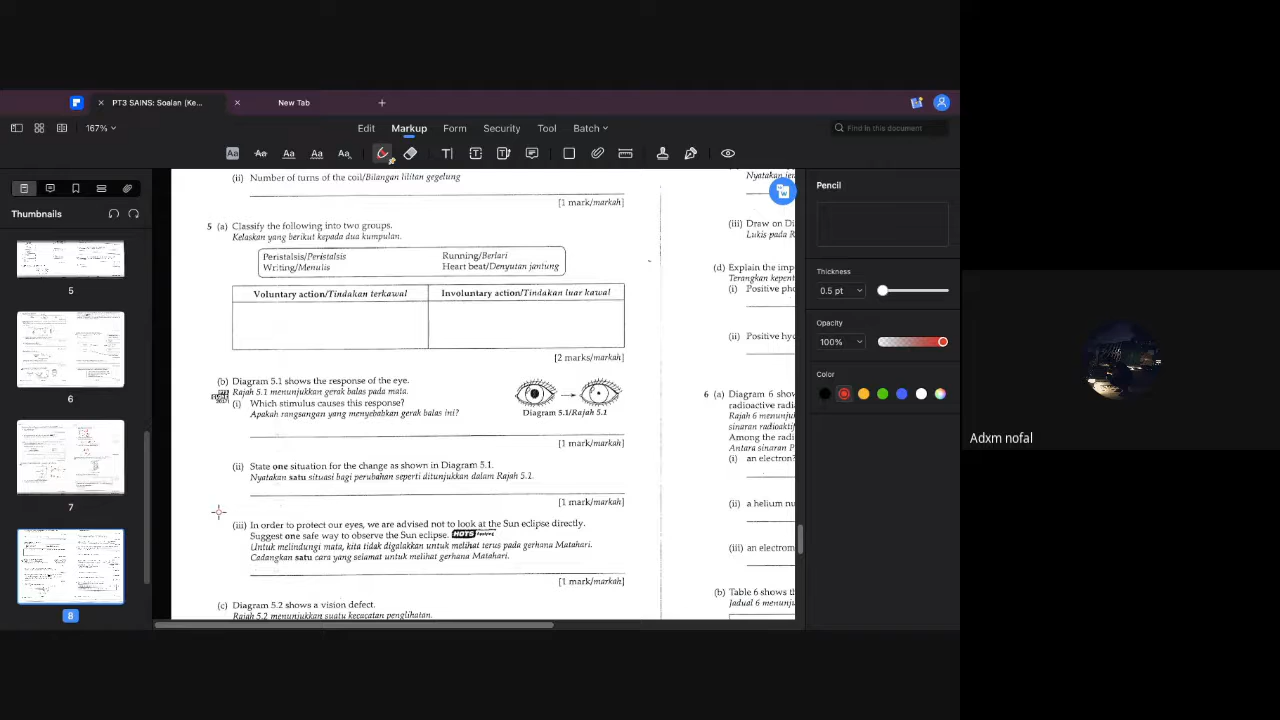 PT3 SAINS: Soalan (Ke...
New Tab
167%
Edit
Markup
Form
Security
Tool
Batch
Find in this document
Thumbnails
5
6
7
8
(ii) Number of turns of the coil/Bilangan lilitan gegelung
[1 mark/markah]
5 (a) Classify the following into two groups.
Kelaskan yang berikut kepada dua kumpulan.
Peristalsis/Peristalsis Running/Berlari
Writing/Menulis Heart beat/Denyutan jantung
Voluntary action/Tindakan terkawal Involuntary action/Tindakan luar kawal
[2 marks/markah]
(b) Diagram 5.1 shows the response of the eye.
Rajah 5.1 menunjukkan gerak balas pada mata.
(i) Which stimulus causes this response?
Apakah rangsangan yang menyebabkan gerak balas ini?
Diagram 5.1/Rajah 5.1
[1 mark/markah]
(ii) State one situation for the change as shown in Diagram 5.1.
Nyatakan satu situasi bagi perubahan seperti ditunjukkan dalam Rajah 5.1.
[1 mark/markah]
(iii) In order to protect our eyes, we are advised not to look at the Sun eclipse directly.
Suggest one safe way to observe the Sun eclipse. HOTS Applying
Untuk melindungi mata, kita tidak digalakkan untuk melihat terus pada gerhana Matahari.
Cadangkan satu cara yang selamat untuk melihat gerhana Matahari.
[1 mark/markah]
(c) Diagram 5.2 shows a vision defect.
Rajah 5.2 menunjukkan suatu kecacatan penglihatan.
(iii) Draw on Di
Lukis pada R
(d) Explain the imp
Terangkan kepent
(i) Positive pho
(ii) Positive hyd
6 (a) Diagram 6 show
radioactive radia
Rajah 6 menunjuk
sinaran radioaktif
Among the radi
Antara sinaran P
(i) an electron?
(ii) a helium nu
(iii) an electrom
(b) Table 6 shows th
Jadual 6 menunju
Pencil
Thickness
0.5 pt
Opacity
100%
Color
Adxm nofal